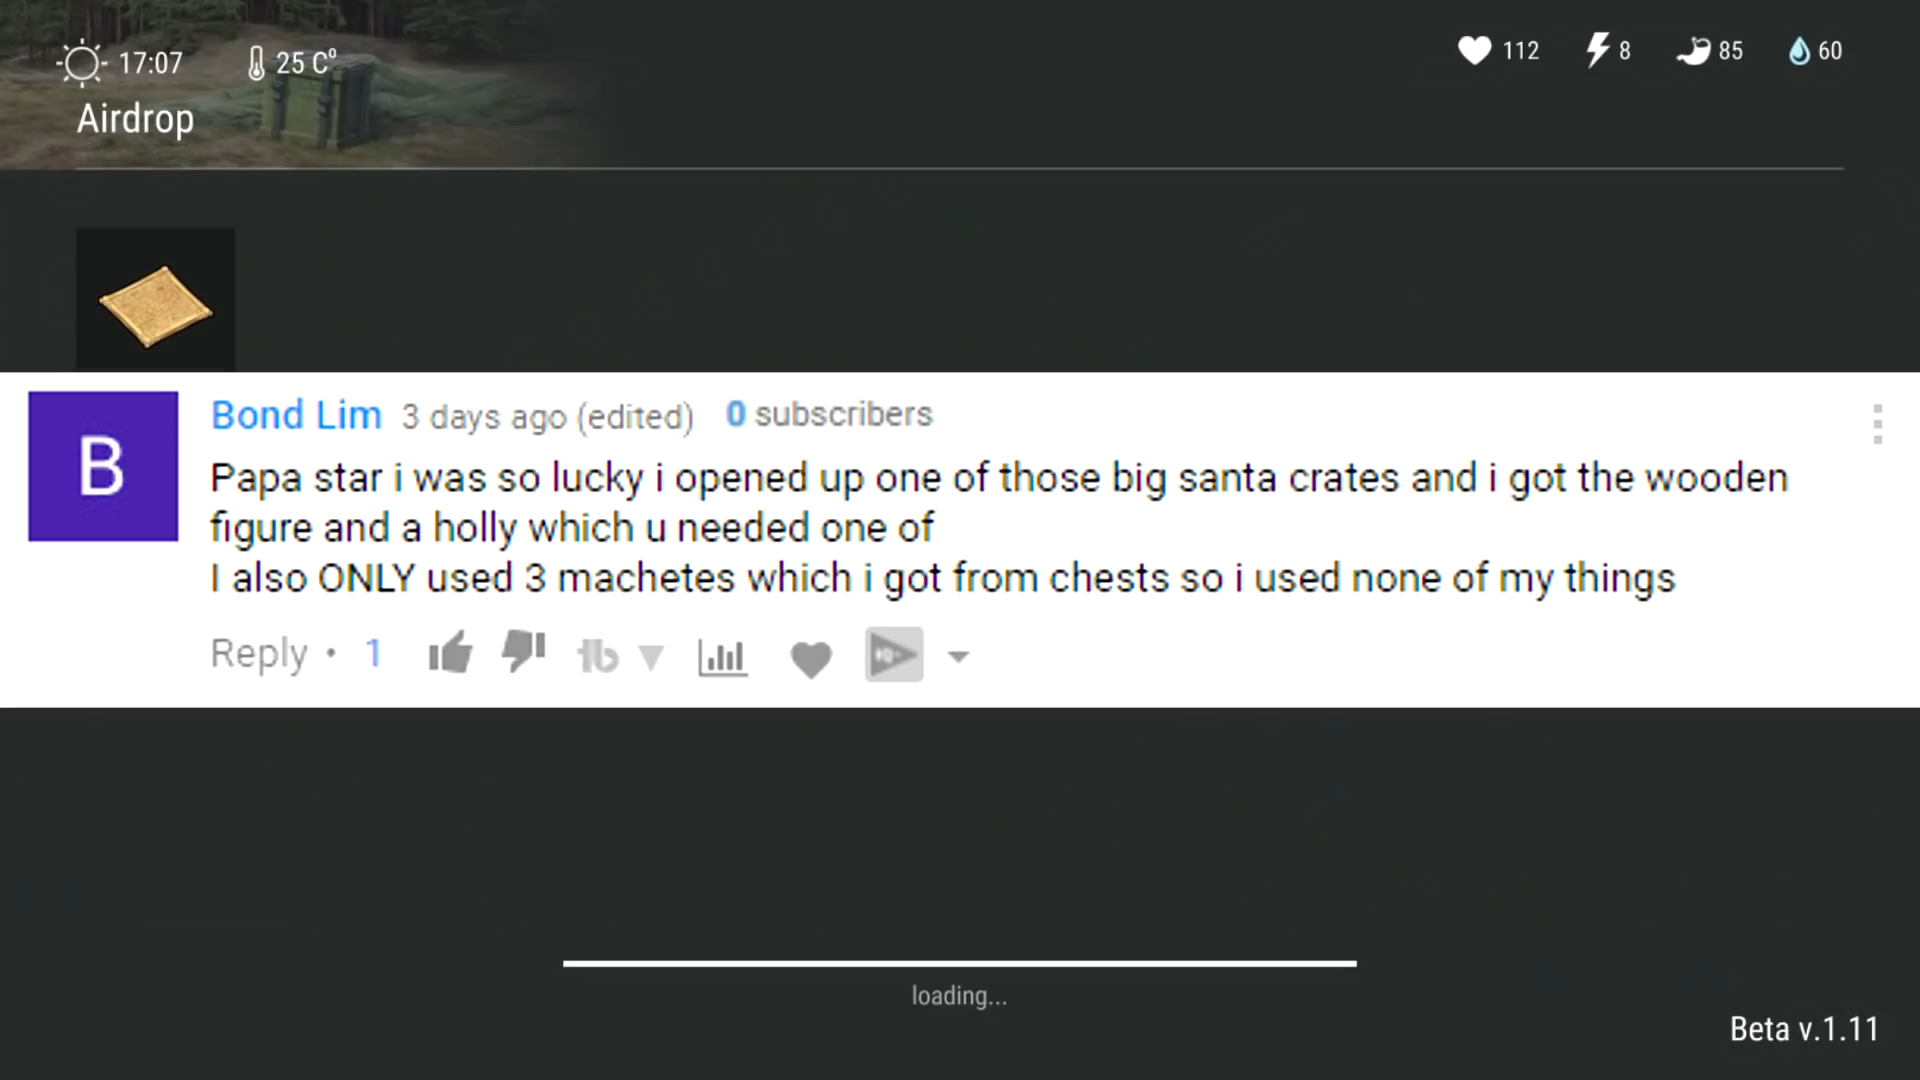 17:07 25 C° 112 8 85 60
Airdrop
B
Bond Lim 3 days ago (edited) 0 subscribers
Papa star i was so lucky i opened up one of those big santa crates and i got the wooden
figure and a holly which u needed one of
I also ONLY used 3 machetes which i got from chests so i used none of my things
Reply • 1
loading...
Beta v.1.11